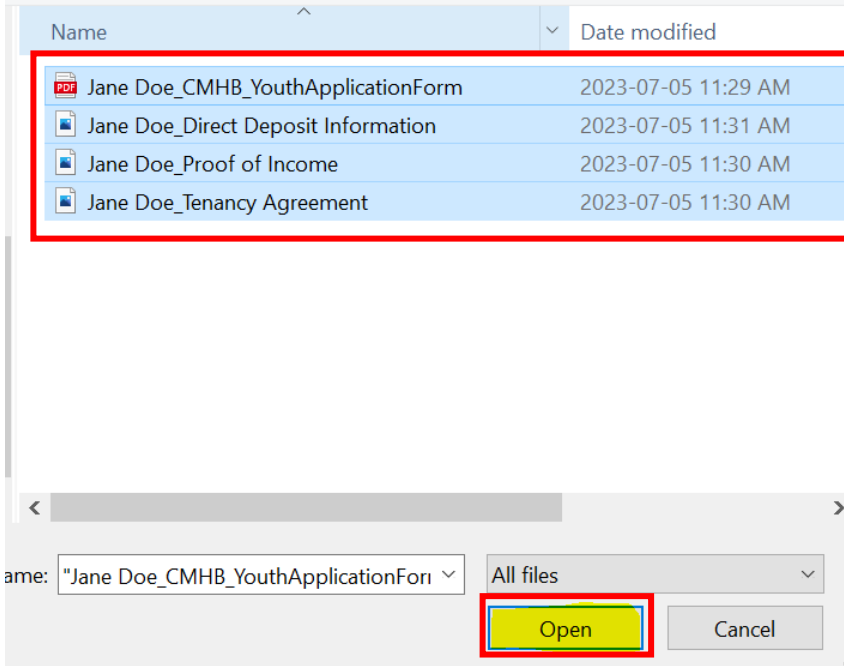 Name Date modified
PDF Jane Doe_CMHB_YouthApplicationForm 2023-07-05 11:29 AM
Jane Doe_Direct Deposit Information 2023-07-05 11:31 AM
Jane Doe_Proof of Income 2023-07-05 11:30 AM
Jane Doe_Tenancy Agreement 2023-07-05 11:30 AM
ame: "Jane Doe_CMHB_YouthApplicationFor All files
Open Cancel